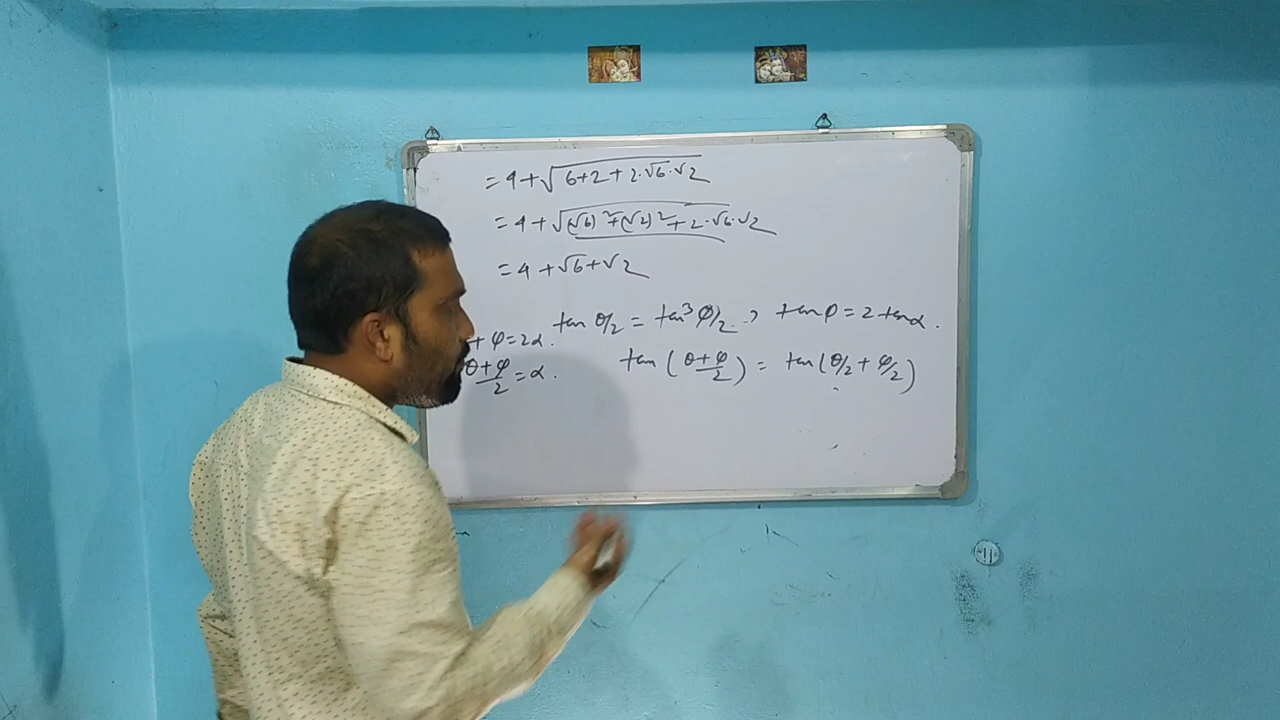 = 4 + √(6+2+2·√6·√2)
= 4 + √((√6)²+(√2)²+2·√6·√2)
= 4 + √6 + √2
tan θ/2 = tan³ φ/2 , tan φ = 2 tan α .
+ φ = 2α .
(θ+φ)/2 = α .
tan ((θ+φ)/2) = tan (θ/2 + φ/2)